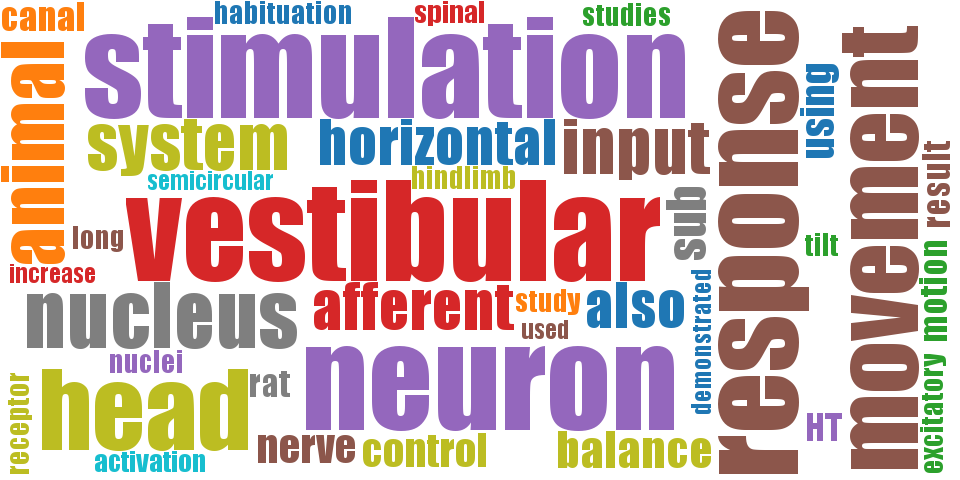 canal
habituation
spinal
studies
stimulation
animal
response
movement
using
system
horizontal
input
result
semicircular
hindlimb
vestibular
sub
long
tilt
increase
motion
nucleus
afferent
study
also
demonstrated
used
neuron
nuclei
excitatory
head
rat
receptor
HT
nerve
control
balance
activation